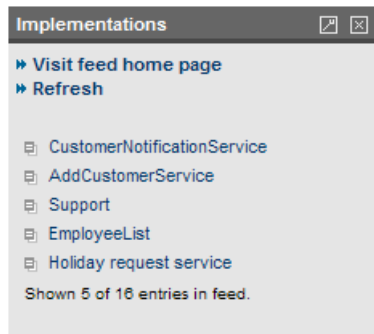 Implementations
Visit feed home page
Refresh
CustomerNotificationService
AddCustomerService
Support
EmployeeList
Holiday request service
Shown 5 of 16 entries in feed.